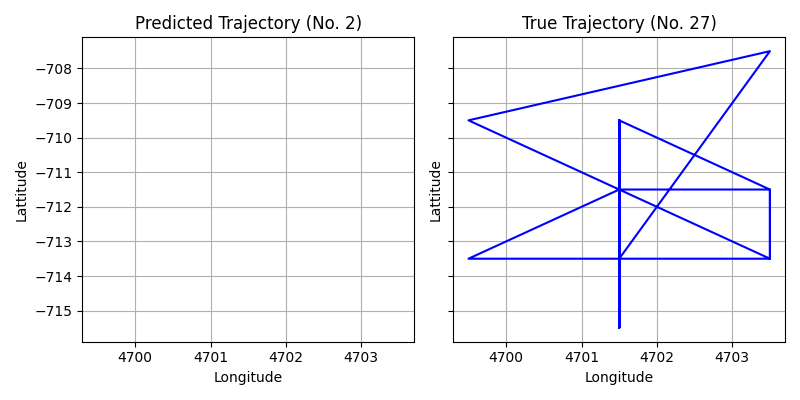 Predicted Trajectory (No. 2)
True Trajectory (No. 27)
Lattitude
−708
−709
−710
−711
−712
−713
−714
−715
4700
4701
4702
4703
Longitude
Lattitude
4700
4701
4702
4703
Longitude